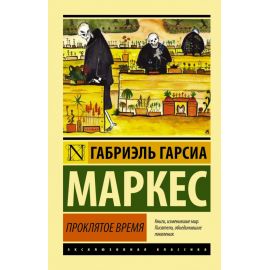 N
ГАБРИЭЛЬ ГАРСИА
МАРКЕС
ПРОКЛЯТОЕ ВРЕМЯ
Книги, изменившие мир.
Писатели, объединившие
поколения.
ЭКСКЛЮЗИВНАЯ КЛАССИКА